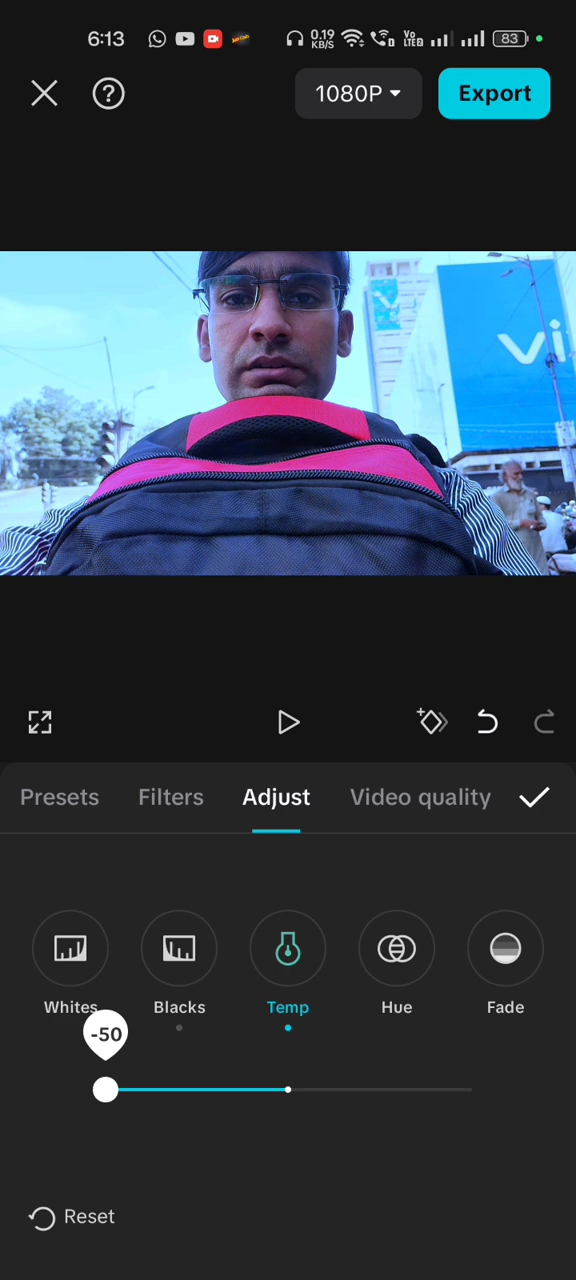 6:13
0.19
KB/S
Vo
LTE
83
1080P
Export
Vi
Presets
Filters
Adjust
Video quality
Whites
Blacks
Temp
Hue
Fade
-50
Reset